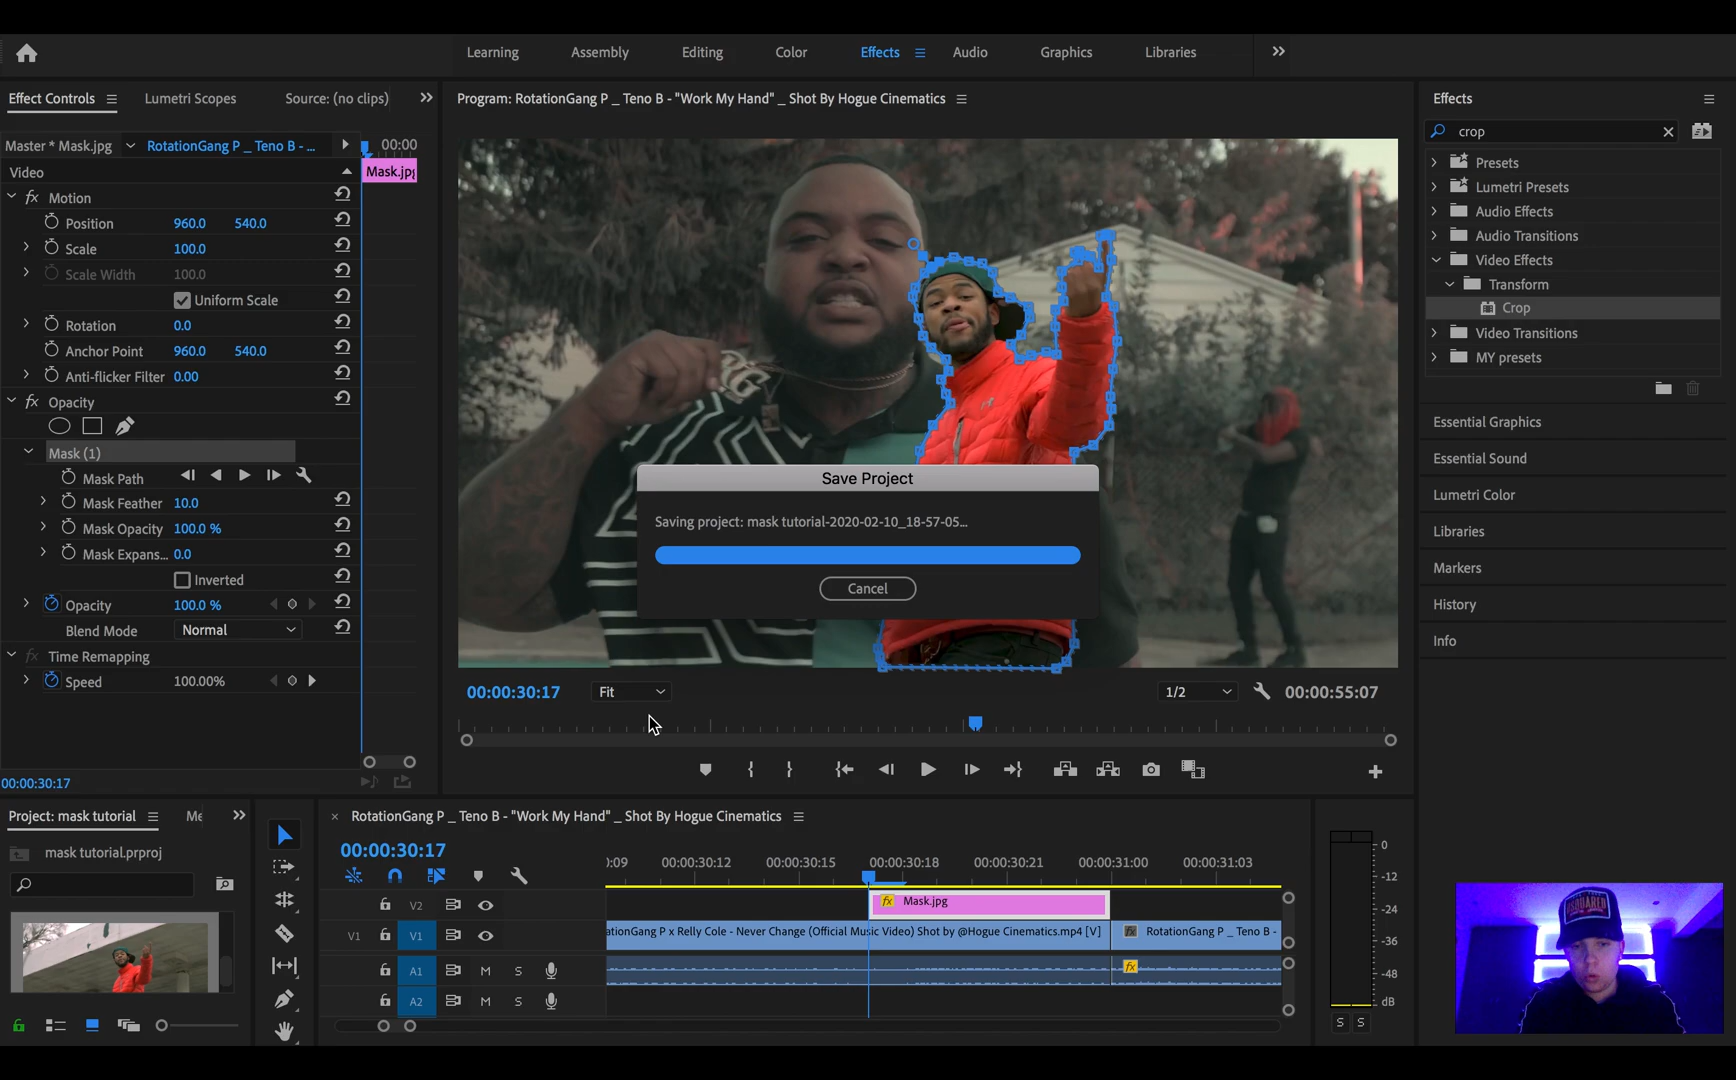 Learning
Assembly
Editing
Color
Effects
Audio
Graphics
Libraries
Effect Controls
Lumetri Scopes
Source: (no clips)
Program: RotationGang P _ Teno B - "Work My Hand" _ Shot By Hogue Cinematics
Effects
Master * Mask.jpg
RotationGang P _ Teno B - ...
00:00
crop
Video
Mask.jpg
Presets
Motion
Lumetri Presets
Position 960.0 540.0
Audio Effects
Scale 100.0
Audio Transitions
Scale Width 100.0
Video Effects
Uniform Scale
Transform
Rotation 0.0
Crop
Anchor Point 960.0 540.0
Video Transitions
Anti-flicker Filter 0.00
MY presets
Opacity
Essential Graphics
Mask (1)
Essential Sound
Mask Path
Lumetri Color
Mask Feather 10.0
Libraries
Mask Opacity 100.0 %
Markers
Mask Expans... 0.0
History
Inverted
Info
Opacity 100.0 %
Blend Mode Normal
Time Remapping
Speed 100.00%
Save Project
Saving project: mask tutorial-2020-02-10_18-57-05...
Cancel
00:00:30:17
Fit
1/2
00:00:55:07
00:00:30:17
Project: mask tutorial
Me
mask tutorial.prproj
RotationGang P _ Teno B - "Work My Hand" _ Shot By Hogue Cinematics
00:00:30:17
:09 00:00:30:12 00:00:30:15 00:00:30:18 00:00:30:21 00:00:31:00 00:00:31:03
V2
fx Mask.jpg
V1 V1
ationGang P x Relly Cole - Never Change (Official Music Video) Shot by @Hogue Cinematics.mp4 [V]
fx RotationGang P _ Teno B -
A1 M S
fx
A2 M S
0
-12
-24
-36
-48
dB
S S